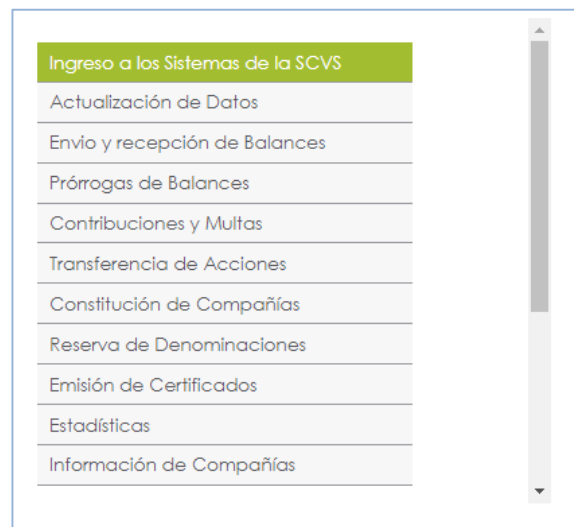 Ingreso a los Sistemas de la SCVS
Actualización de Datos
Envio y recepción de Balances
Prórrogas de Balances
Contribuciones y Multas
Transferencia de Acciones
Constitución de Compañías
Reserva de Denominaciones
Emisión de Certificados
Estadísticas
Información de Compañías